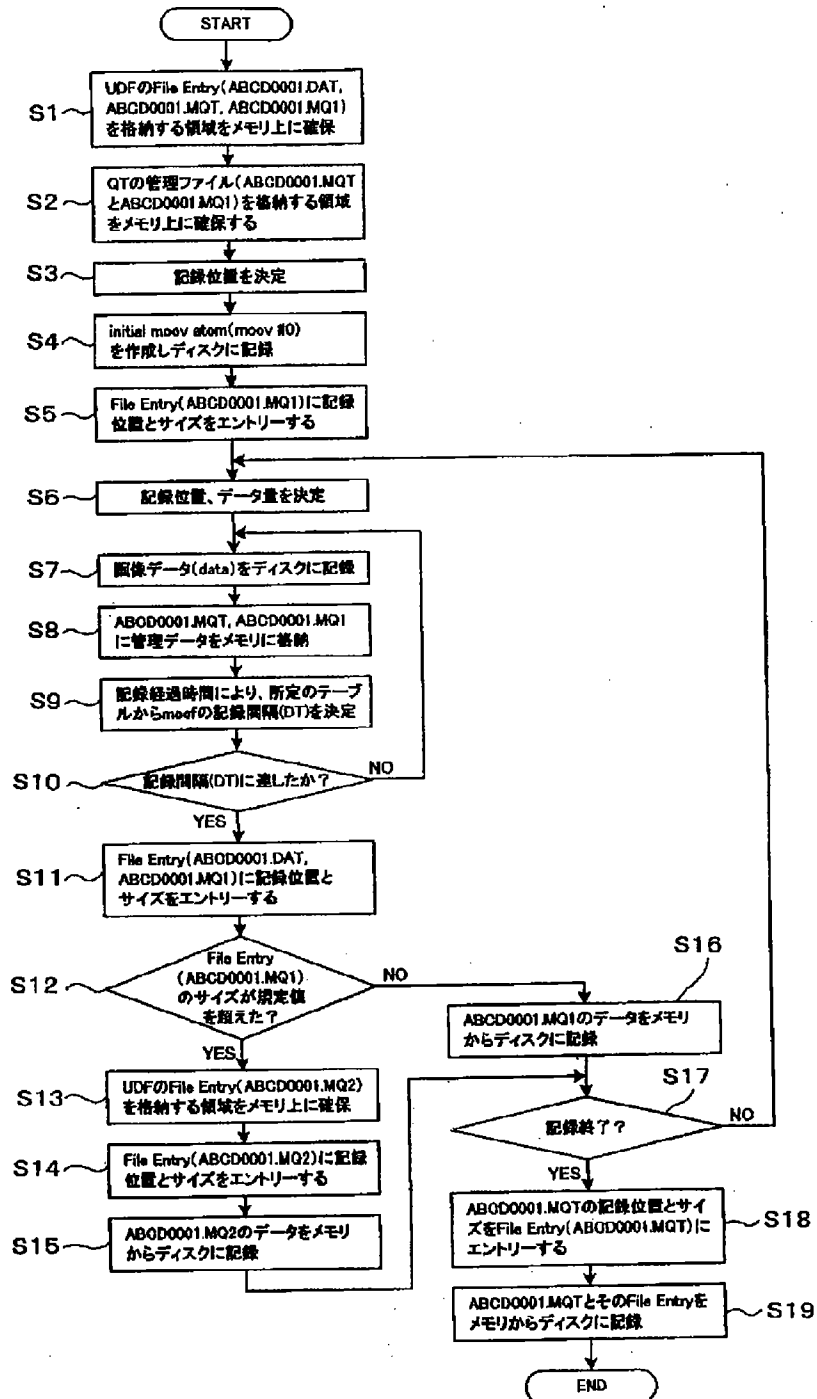 START
S1
UDFのFile Entry(ABCD0001.DAT,
ABCD0001.MQT, ABCD0001.MQ1)
を格納する領域をメモリ上に確保
S2
QTの管理ファイル(ABCD0001.MQT
とABCD0001.MQ1)を格納する領域
をメモリ上に確保する
S3
記録位置を決定
S4
initial moov atom(moov #0)
を作成しディスクに記録
S5
File Entry(ABCD0001.MQ1)に記録
位置とサイズをエントリーする
S6
記録位置、データ量を決定
S7
画像データ(data)をディスクに記録
S8
ABCD0001.MQT, ABCD0001.MQ1
に管理データをメモリに格納
S9
記録経過時間により、所定のテーブ
ルからmoofの記録間隔(DT)を決定
S10
記録間隔(DT)に達したか?
NO
YES
S11
File Entry(ABCD0001.DAT,
ABCD0001.MQ1)に記録位置と
サイズをエントリーする
S12
File Entry
(ABCD0001.MQ1)
のサイズが規定値
を超えた?
NO
YES
S13
UDFのFile Entry(ABCD0001.MQ2)
を格納する領域をメモリ上に確保
S14
File Entry(ABCD0001.MQ2)に記録
位置とサイズをエントリーする
S15
ABCD0001.MQ2のデータをメモリ
からディスクに記録
S16
ABCD0001.MQ1のデータをメモリ
からディスクに記録
S17
記録終了?
NO
YES
S18
ABCD0001.MQTの記録位置とサイ
ズをFile Entry(ABCD0001.MQT)に
エントリーする
S19
ABCD0001.MQTとそのFile Entryを
メモリからディスクに記録
END